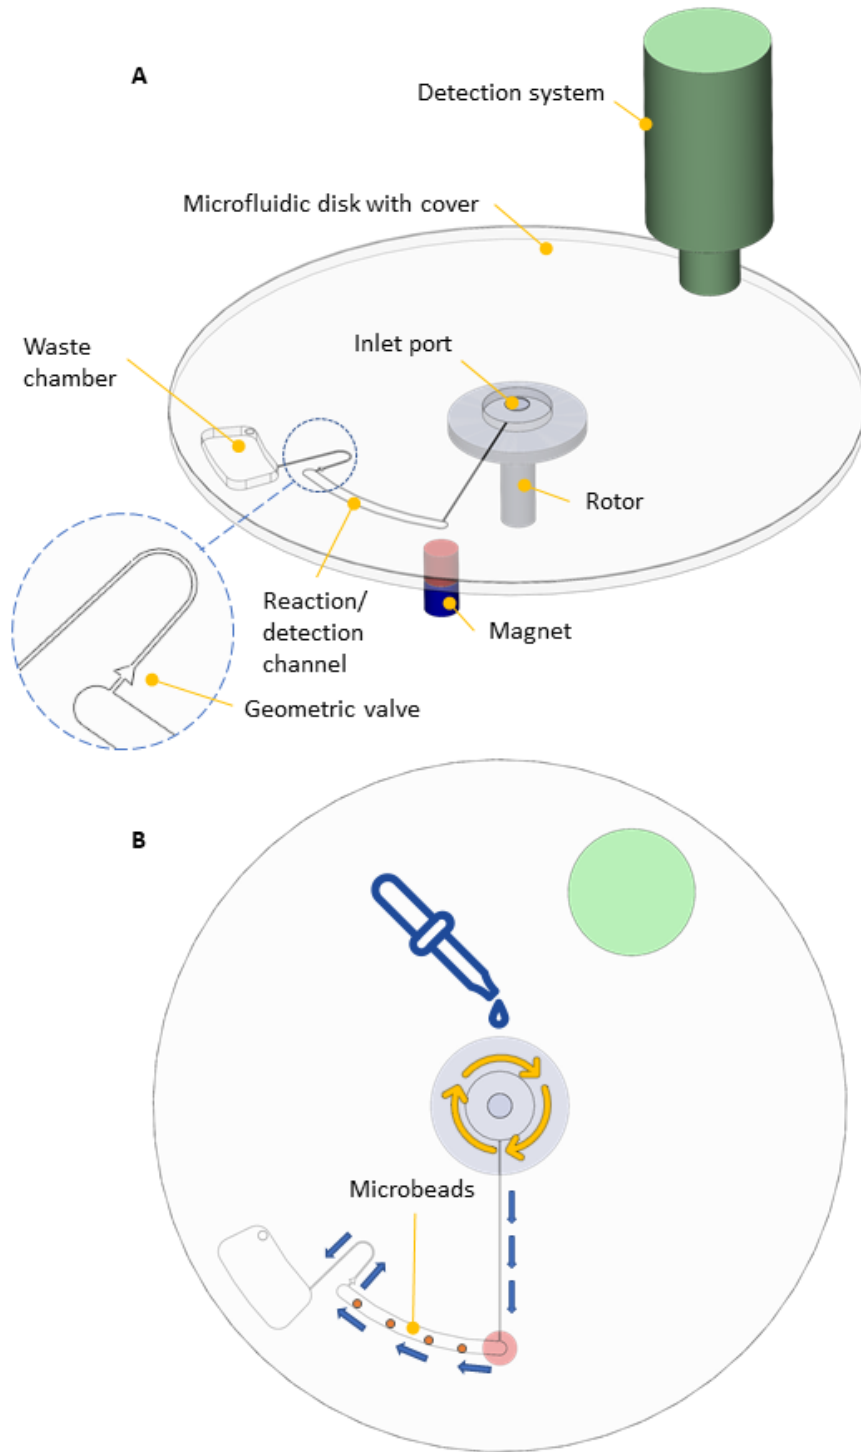 A
Detection system
Microfluidic disk with cover
Waste
chamber
Inlet port
Rotor
Reaction/
detection
channel
Magnet
Geometric valve
B
Microbeads